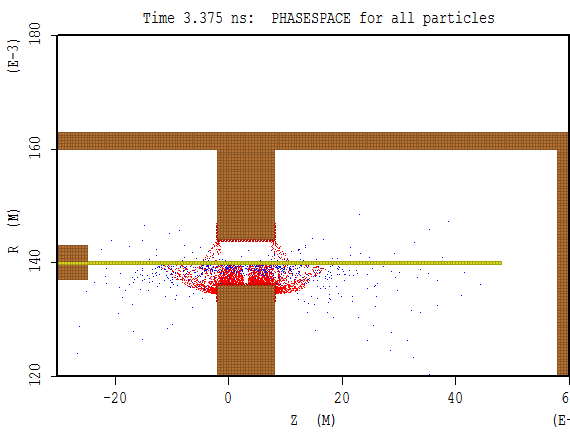 Time 3.375 ns:  PHASESPACE for all particles
(E-3)
R (M)
180
160
140
120
-20 0 20 40 6
Z (M) (E-